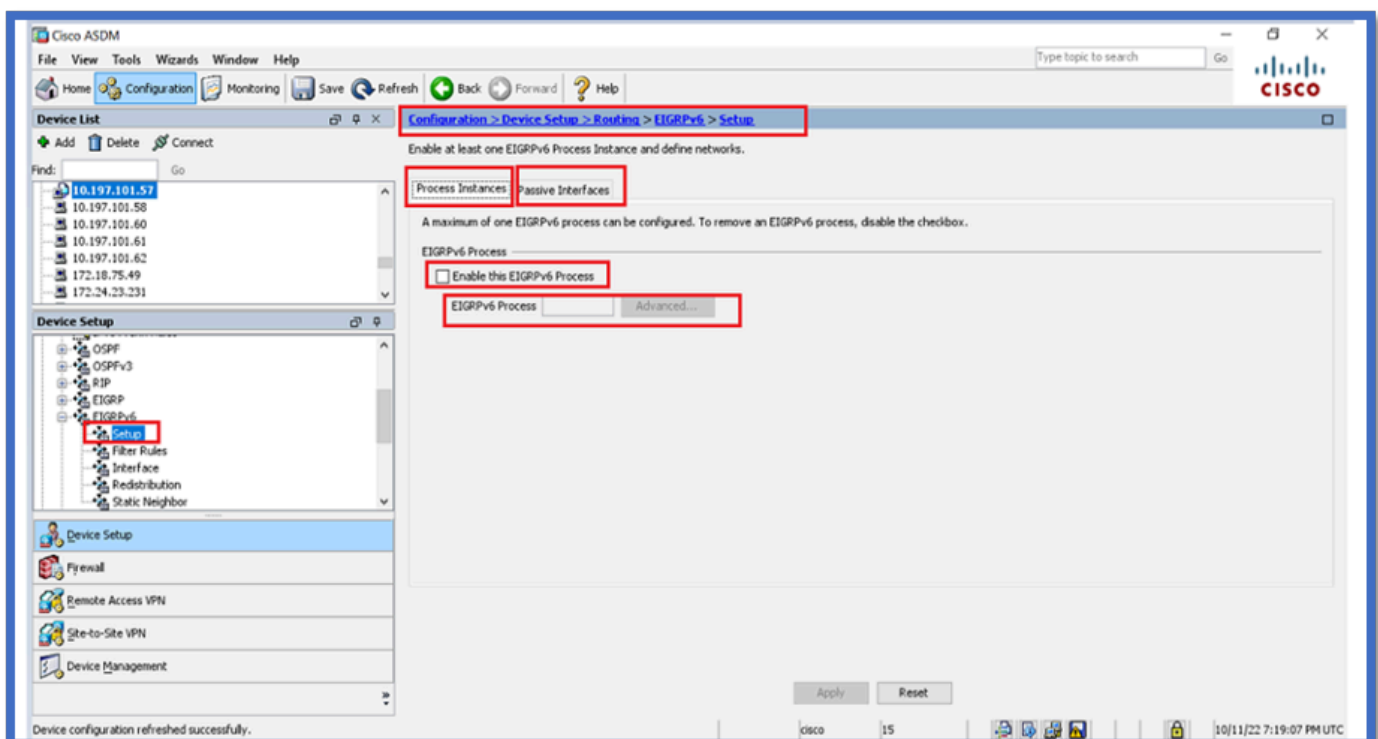 Cisco ASDM
File View Tools Wizards Window Help
Type topic to search Go
Home Configuration Monitoring Save Refresh Back Forward Help
CISCO
Device List
Add Delete Connect
Find: Go
10.197.101.57
10.197.101.58
10.197.101.60
10.197.101.61
10.197.101.62
172.18.75.49
172.24.23.231
Device Setup
OSPF
OSPFv3
RIP
EIGRP
EIGRPv6
Setup
Filter Rules
Interface
Redistribution
Static Neighbor
Device Setup
Firewall
Remote Access VPN
Site-to-Site VPN
Device Management
Configuration > Device Setup > Routing > EIGRPv6 > Setup
Enable at least one EIGRPv6 Process Instance and define networks.
Process Instances Passive Interfaces
A maximum of one EIGRPv6 process can be configured. To remove an EIGRPv6 process, disable the checkbox.
EIGRPv6 Process
Enable this EIGRPv6 Process
EIGRPv6 Process Advanced...
Apply Reset
Device configuration refreshed successfully.
cisco 15 10/11/22 7:19:07 PM UTC